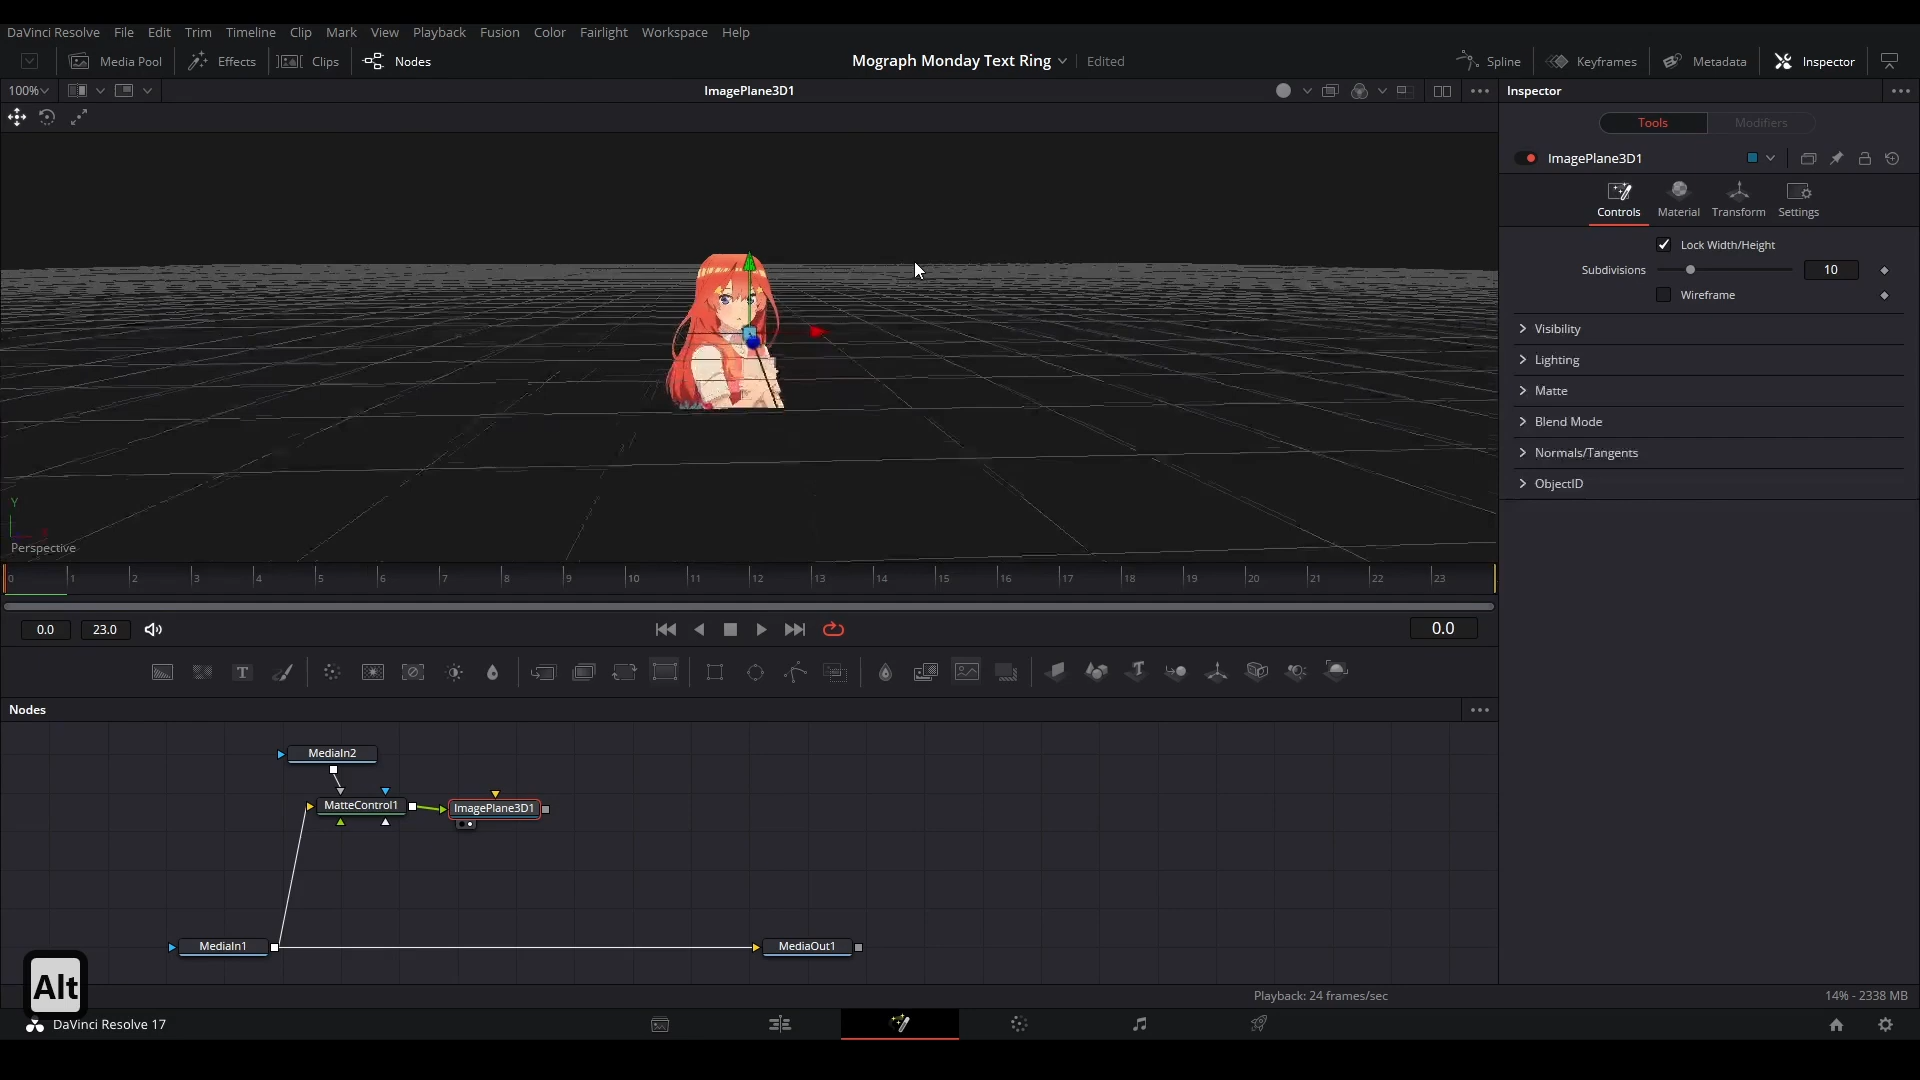 DaVinci Resolve File Edit Trim Timeline Clip Mark View Playback Fusion Color Fairlight Workspace Help
Media Pool Effects Clips Nodes Mograph Monday Text Ring Edited Spline Keyframes Metadata Inspector
100% ImagePlane3D1 Inspector
Tools Modifiers
ImagePlane3D1
Controls Material Transform Settings
Lock Width/Height
Subdivisions 10
Wireframe
Visibility
Lighting
Matte
Blend Mode
Normals/Tangents
ObjectID
Y
Perspective
0 1 2 3 4 5 6 7 8 9 10 11 12 13 14 15 16 17 18 19 20 21 22 23
0.0 23.0 0.0
T T
Nodes
MediaIn2
MatteControl1 ImagePlane3D1
MediaIn1 MediaOut1
Alt
Playback: 24 frames/sec 14% - 2338 MB
DaVinci Resolve 17